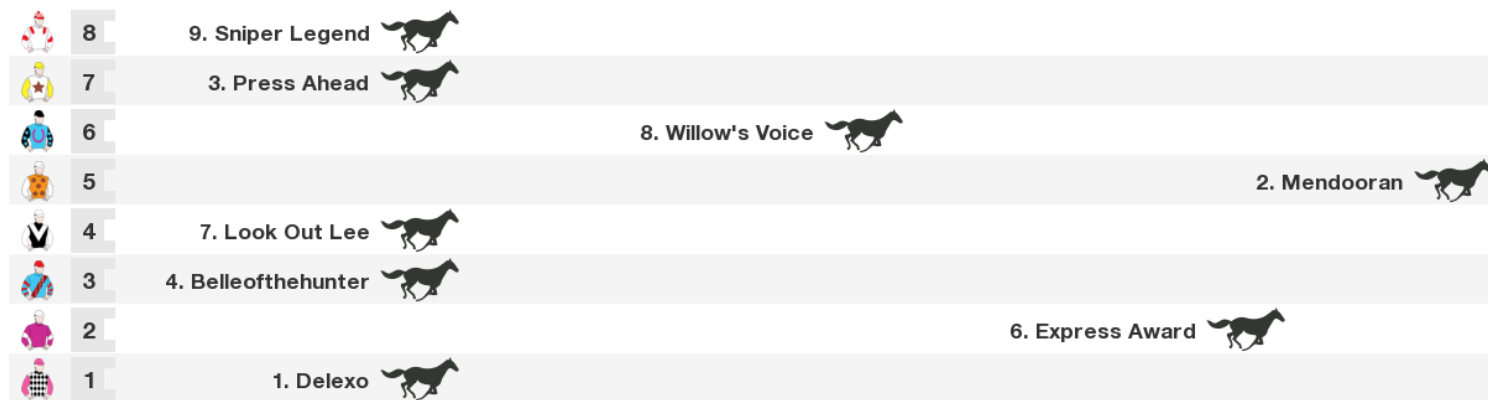 8 9. Sniper Legend
7 3. Press Ahead
6 8. Willow's Voice
5 2. Mendooran
4 7. Look Out Lee
3 4. Belleofthehunter
2 6. Express Award
1 1. Delexo